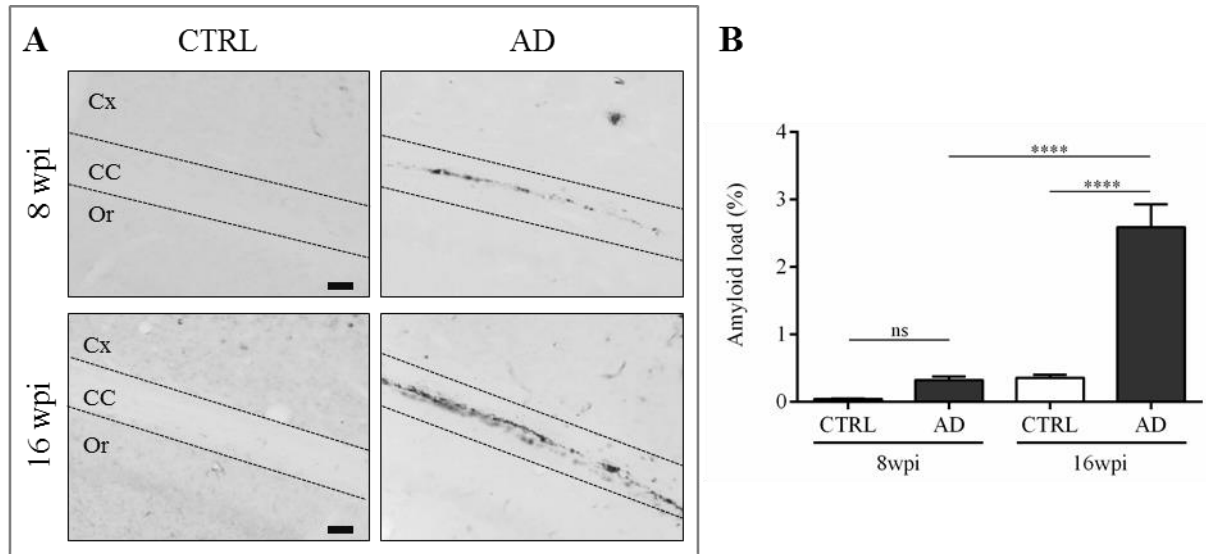 A
CTRL
AD
8 wpi
Cx
CC
Or
16 wpi
Cx
CC
Or
B
Amyloid load (%)
4
3
2
1
0
****
****
ns
CTRL
AD
CTRL
AD
8wpi
16wpi